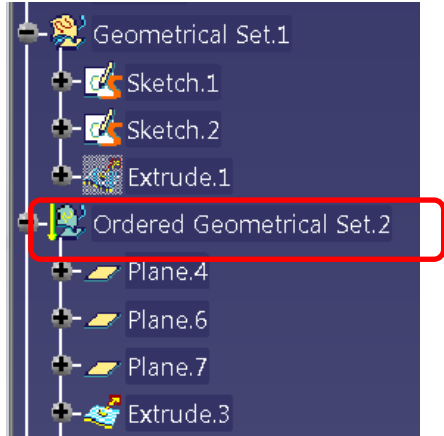 Geometrical Set.1
Sketch.1
Sketch.2
Extrude.1
Ordered Geometrical Set.2
Plane.4
Plane.6
Plane.7
Extrude.3